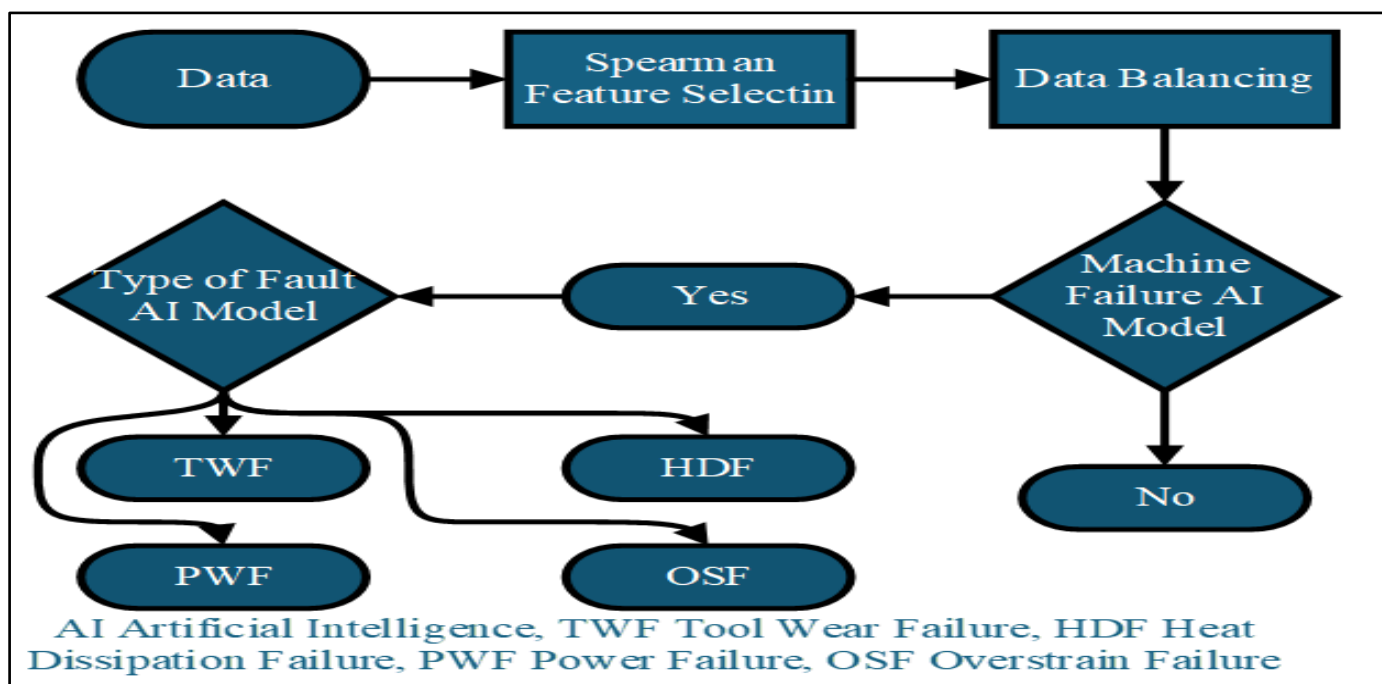 Data
Spearman
Feature Selectin
Data Balancing
Machine
Failure AI
Model
Yes
Type of Fault
AI Model
TWF
HDF
No
PWF
OSF
AI Artificial Intelligence, TWF Tool Wear Failure, HDF Heat
Dissipation Failure, PWF Power Failure, OSF Overstrain Failure